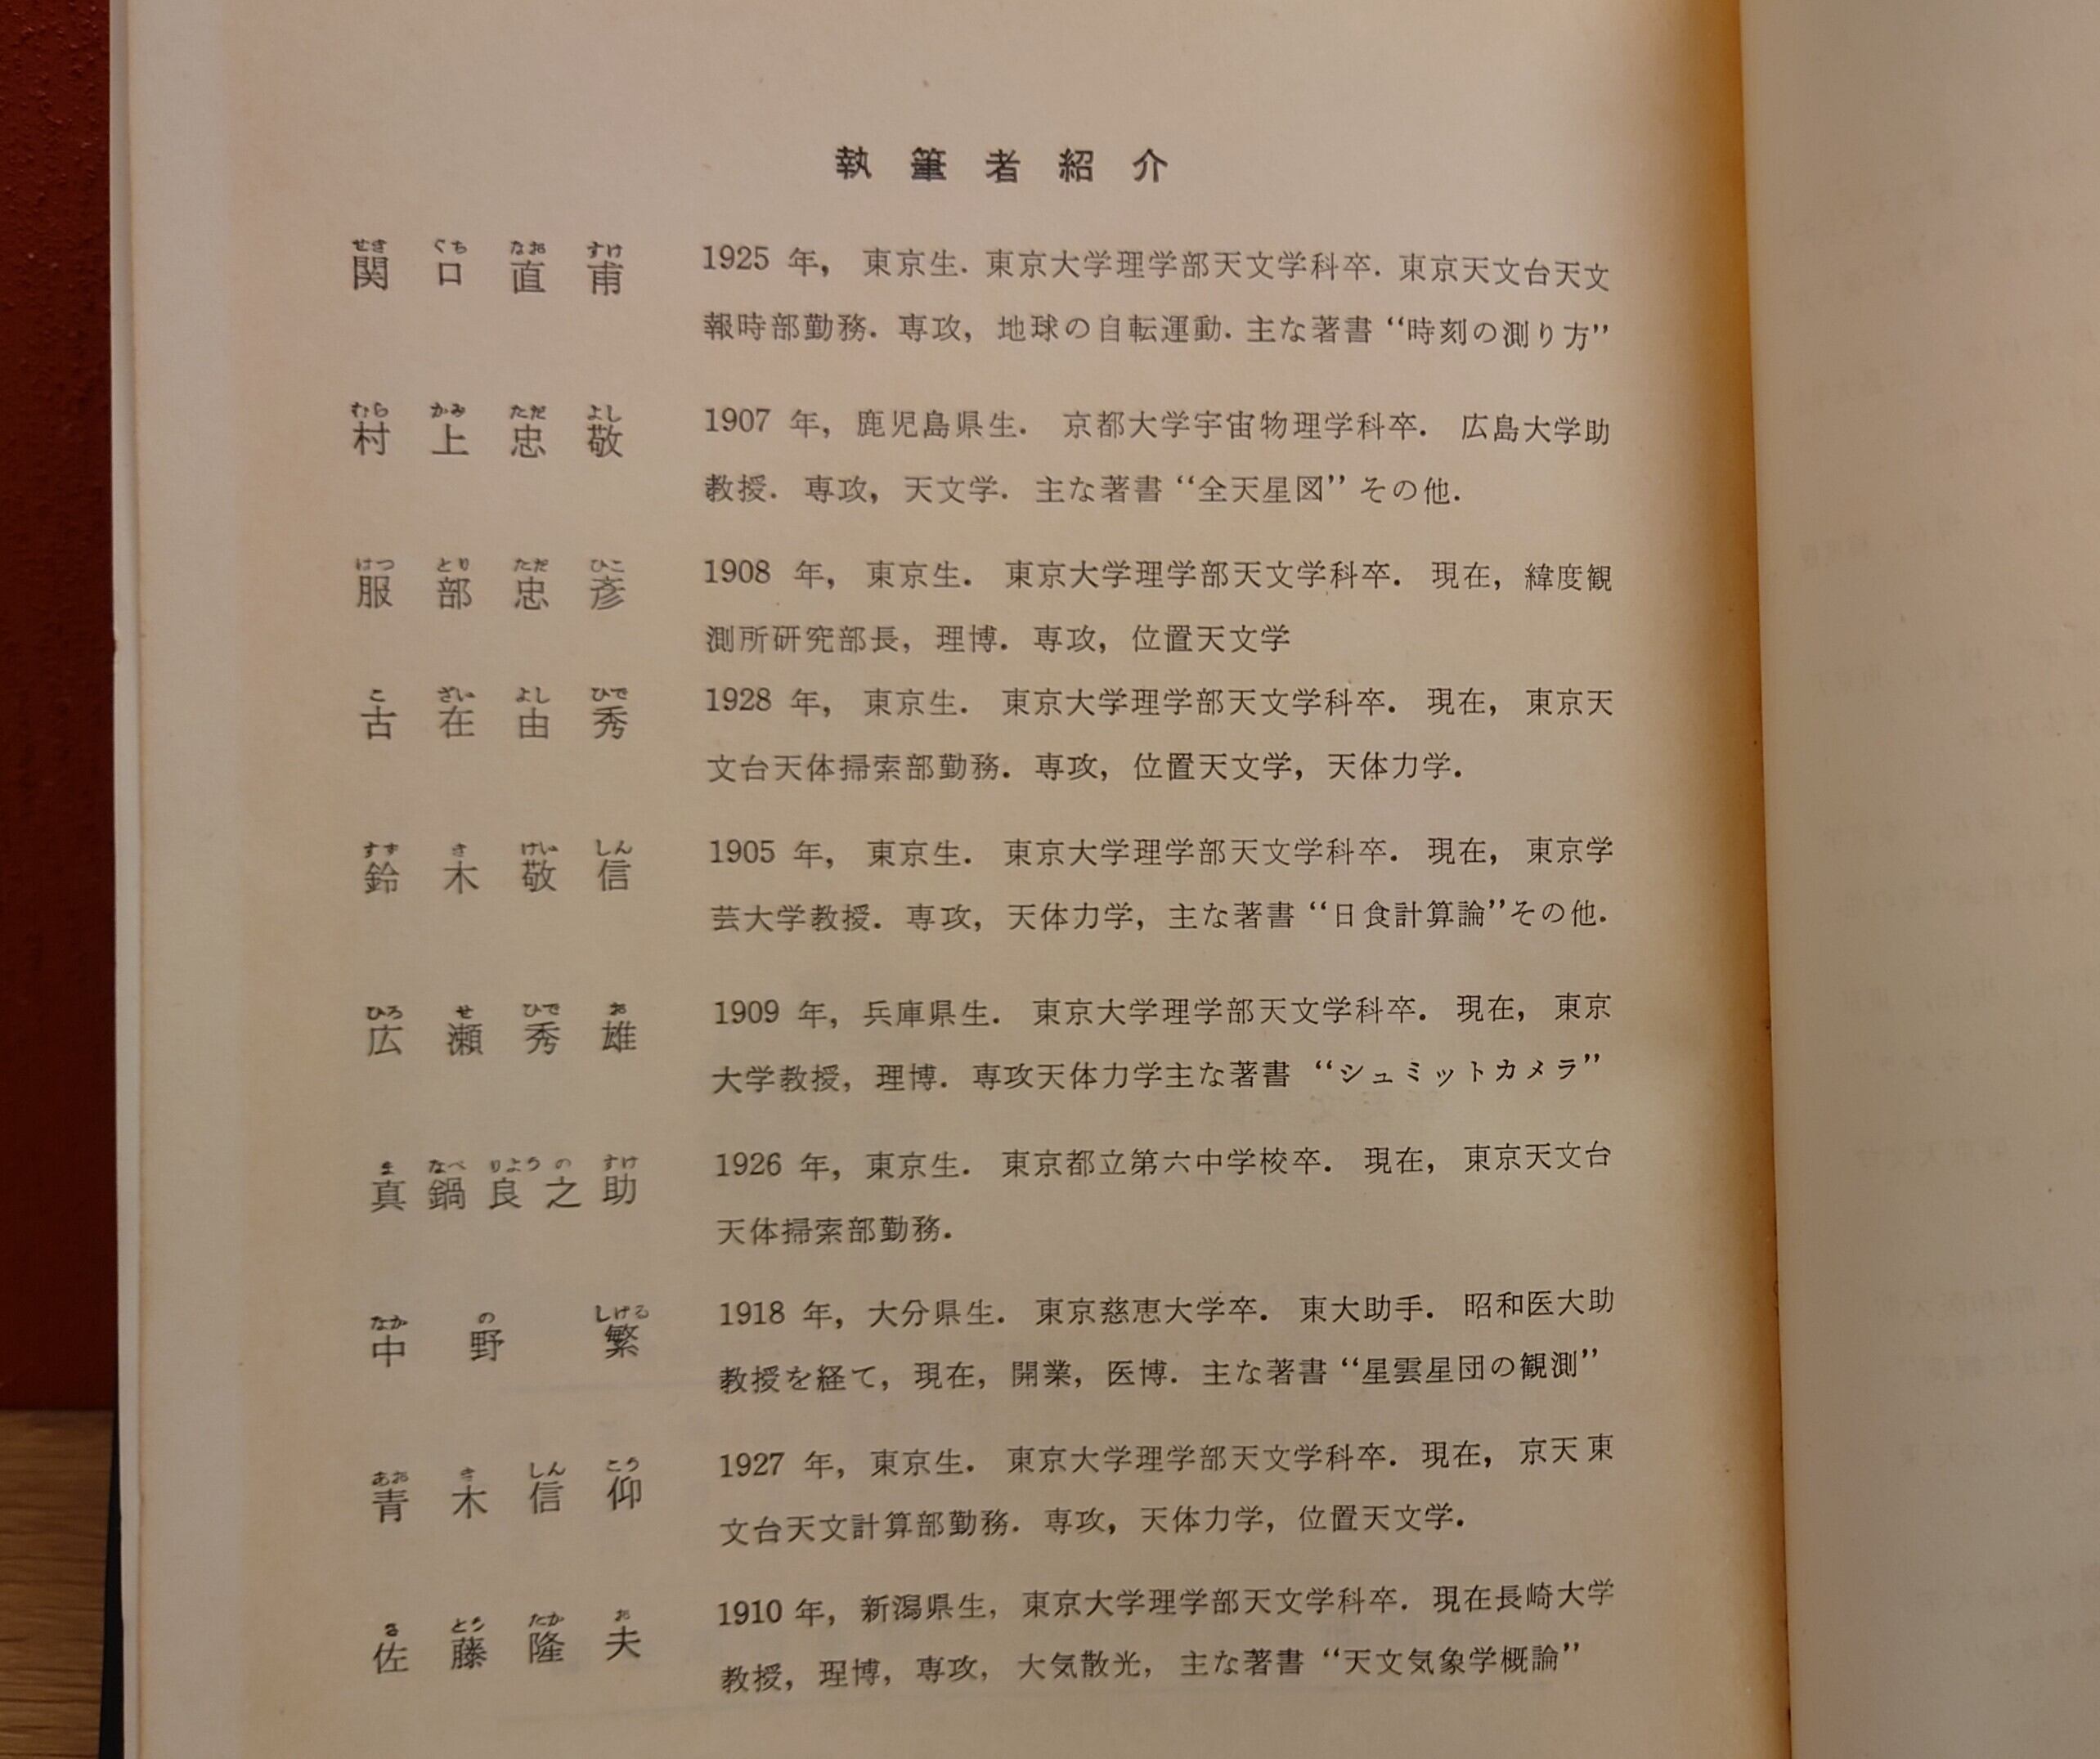 執筆者紹介
せき ぐち なお すけ
関口直甫 1925 年， 東京生．東京大学理学部天文学科卒．東京天文台天文
報時部勤務．専攻，地球の自転運動．主な著書 “時刻の測り方”
むら かみ ただ よし
村上忠敬 1907 年，鹿児島県生． 京都大学宇宙物理学科卒． 広島大学助
教授．専攻，天文学．主な著書 “全天星図” その他．
けつ とり ただ ひこ
服部忠彦 1908 年， 東京生． 東京大学理学部天文学科卒． 現在，緯度観
測所研究部長，理博．専攻，位置天文学
こ ざい よし ひで
古在由秀 1928 年， 東京生． 東京大学理学部天文学科卒． 現在， 東京天
文台天体掃索部勤務．専攻，位置天文学，天体力学．
すず き けい しん
鈴木敬信 1905 年， 東京生． 東京大学理学部天文学科卒． 現在， 東京学
芸大学教授．専攻，天体力学，主な著書 “日食計算論”その他．
ひろ せ ひで お
広瀬秀雄 1909 年，兵庫県生． 東京大学理学部天文学科卒． 現在， 東京
大学教授，理博．専攻天体力学主な著書 “シュミットカメラ”
ま なべ りよう の すけ
真鍋良之助 1926 年，東京生． 東京都立第六中学校卒． 現在， 東京天文台
天体掃索部勤務．
なか の しげる
中野繁 1918 年，大分県生． 東京慈恵大学卒． 東大助手． 昭和医大助
教授を経て，現在，開業，医博．主な著書 “星雲星団の観測”
あお き しん こう
青木信仰 1927 年，東京生． 東京大学理学部天文学科卒．現在， 京天東
文台天文計算部勤務．専攻，天体力学，位置天文学．
とう たか お
佐藤隆夫 1910 年，新潟県生，東京大学理学部天文学科卒．現在長崎大学
教授，理博，専攻，大気散光，主な著書 “天文気象学概論”